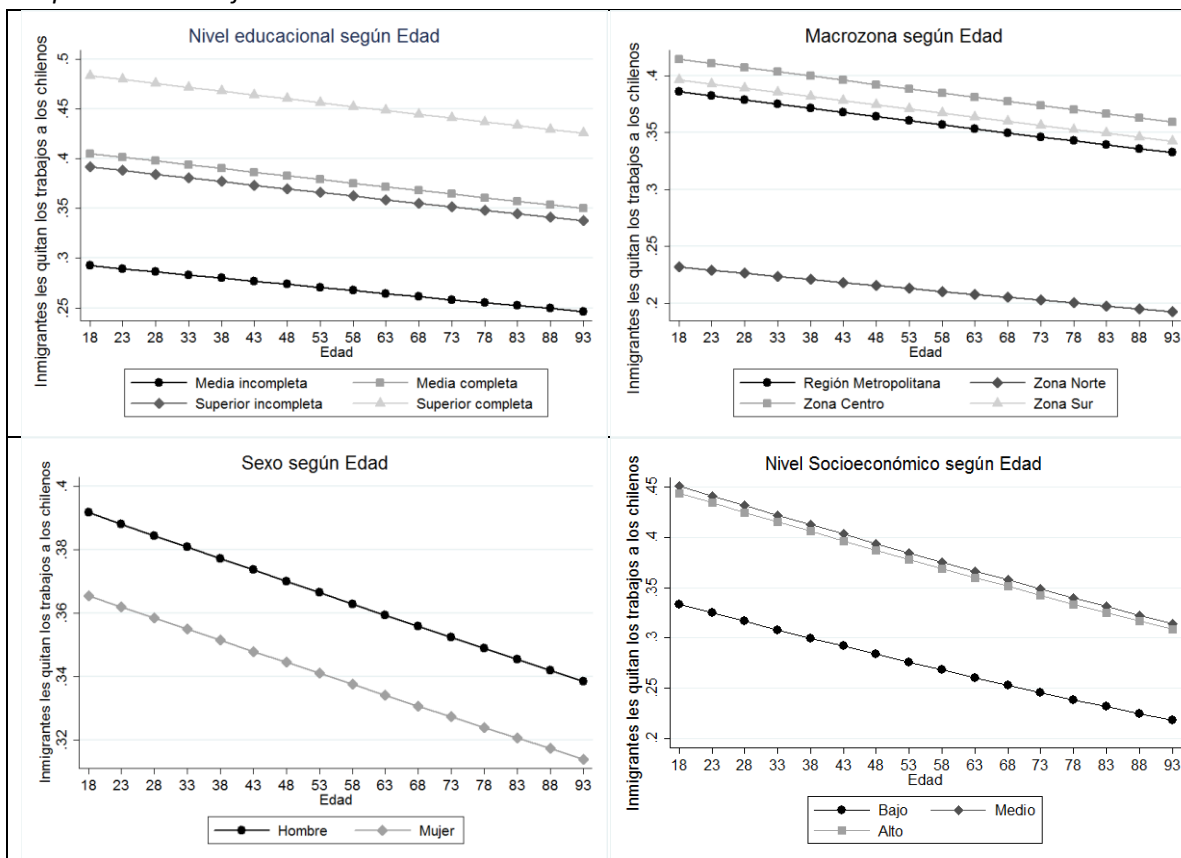 Nivel educacional según Edad
Inmigrantes les quitan los trabajos a los chilenos
.5
.45
.4
.35
.3
.25
18 23 28 33 38 43 48 53 58 63 68 73 78 83 88 93
Edad
Media incompleta Media completa
Superior incompleta Superior completa
Macrozona según Edad
Inmigrantes les quitan los trabajos a los chilenos
.4
.35
.3
.25
.2
18 23 28 33 38 43 48 53 58 63 68 73 78 83 88 93
Edad
Región Metropolitana Zona Norte
Zona Centro Zona Sur
Sexo según Edad
Inmigrantes les quitan los trabajos a los chilenos
.4
.38
.36
.34
.32
18 23 28 33 38 43 48 53 58 63 68 73 78 83 88 93
Edad
Hombre Mujer
Nivel Socioeconómico según Edad
Inmigrantes les quitan los trabajos a los chilenos
.45
.4
.35
.3
.25
.2
18 23 28 33 38 43 48 53 58 63 68 73 78 83 88 93
Edad
Bajo Medio
Alto